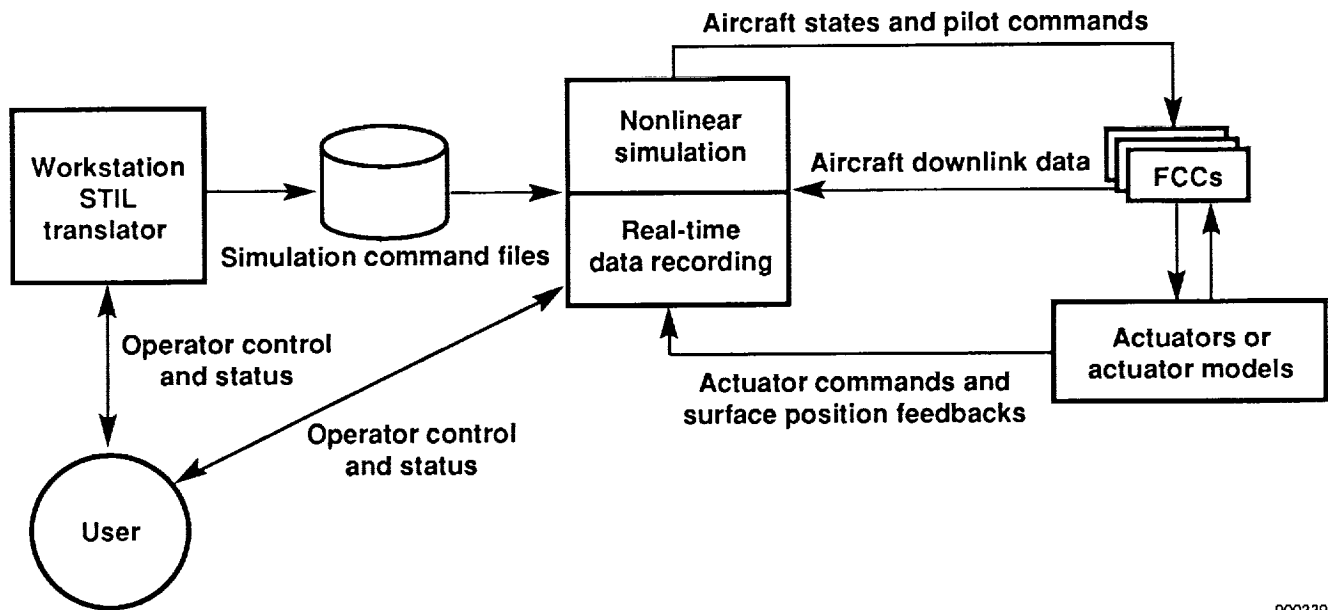 Aircraft states and pilot commands
Workstation
STIL
translator
Simulation command files
Nonlinear
simulation
Real-time
data recording
Aircraft downlink data
FCCs
Actuators or
actuator models
Actuator commands and
surface position feedbacks
Operator control
and status
Operator control
and status
User